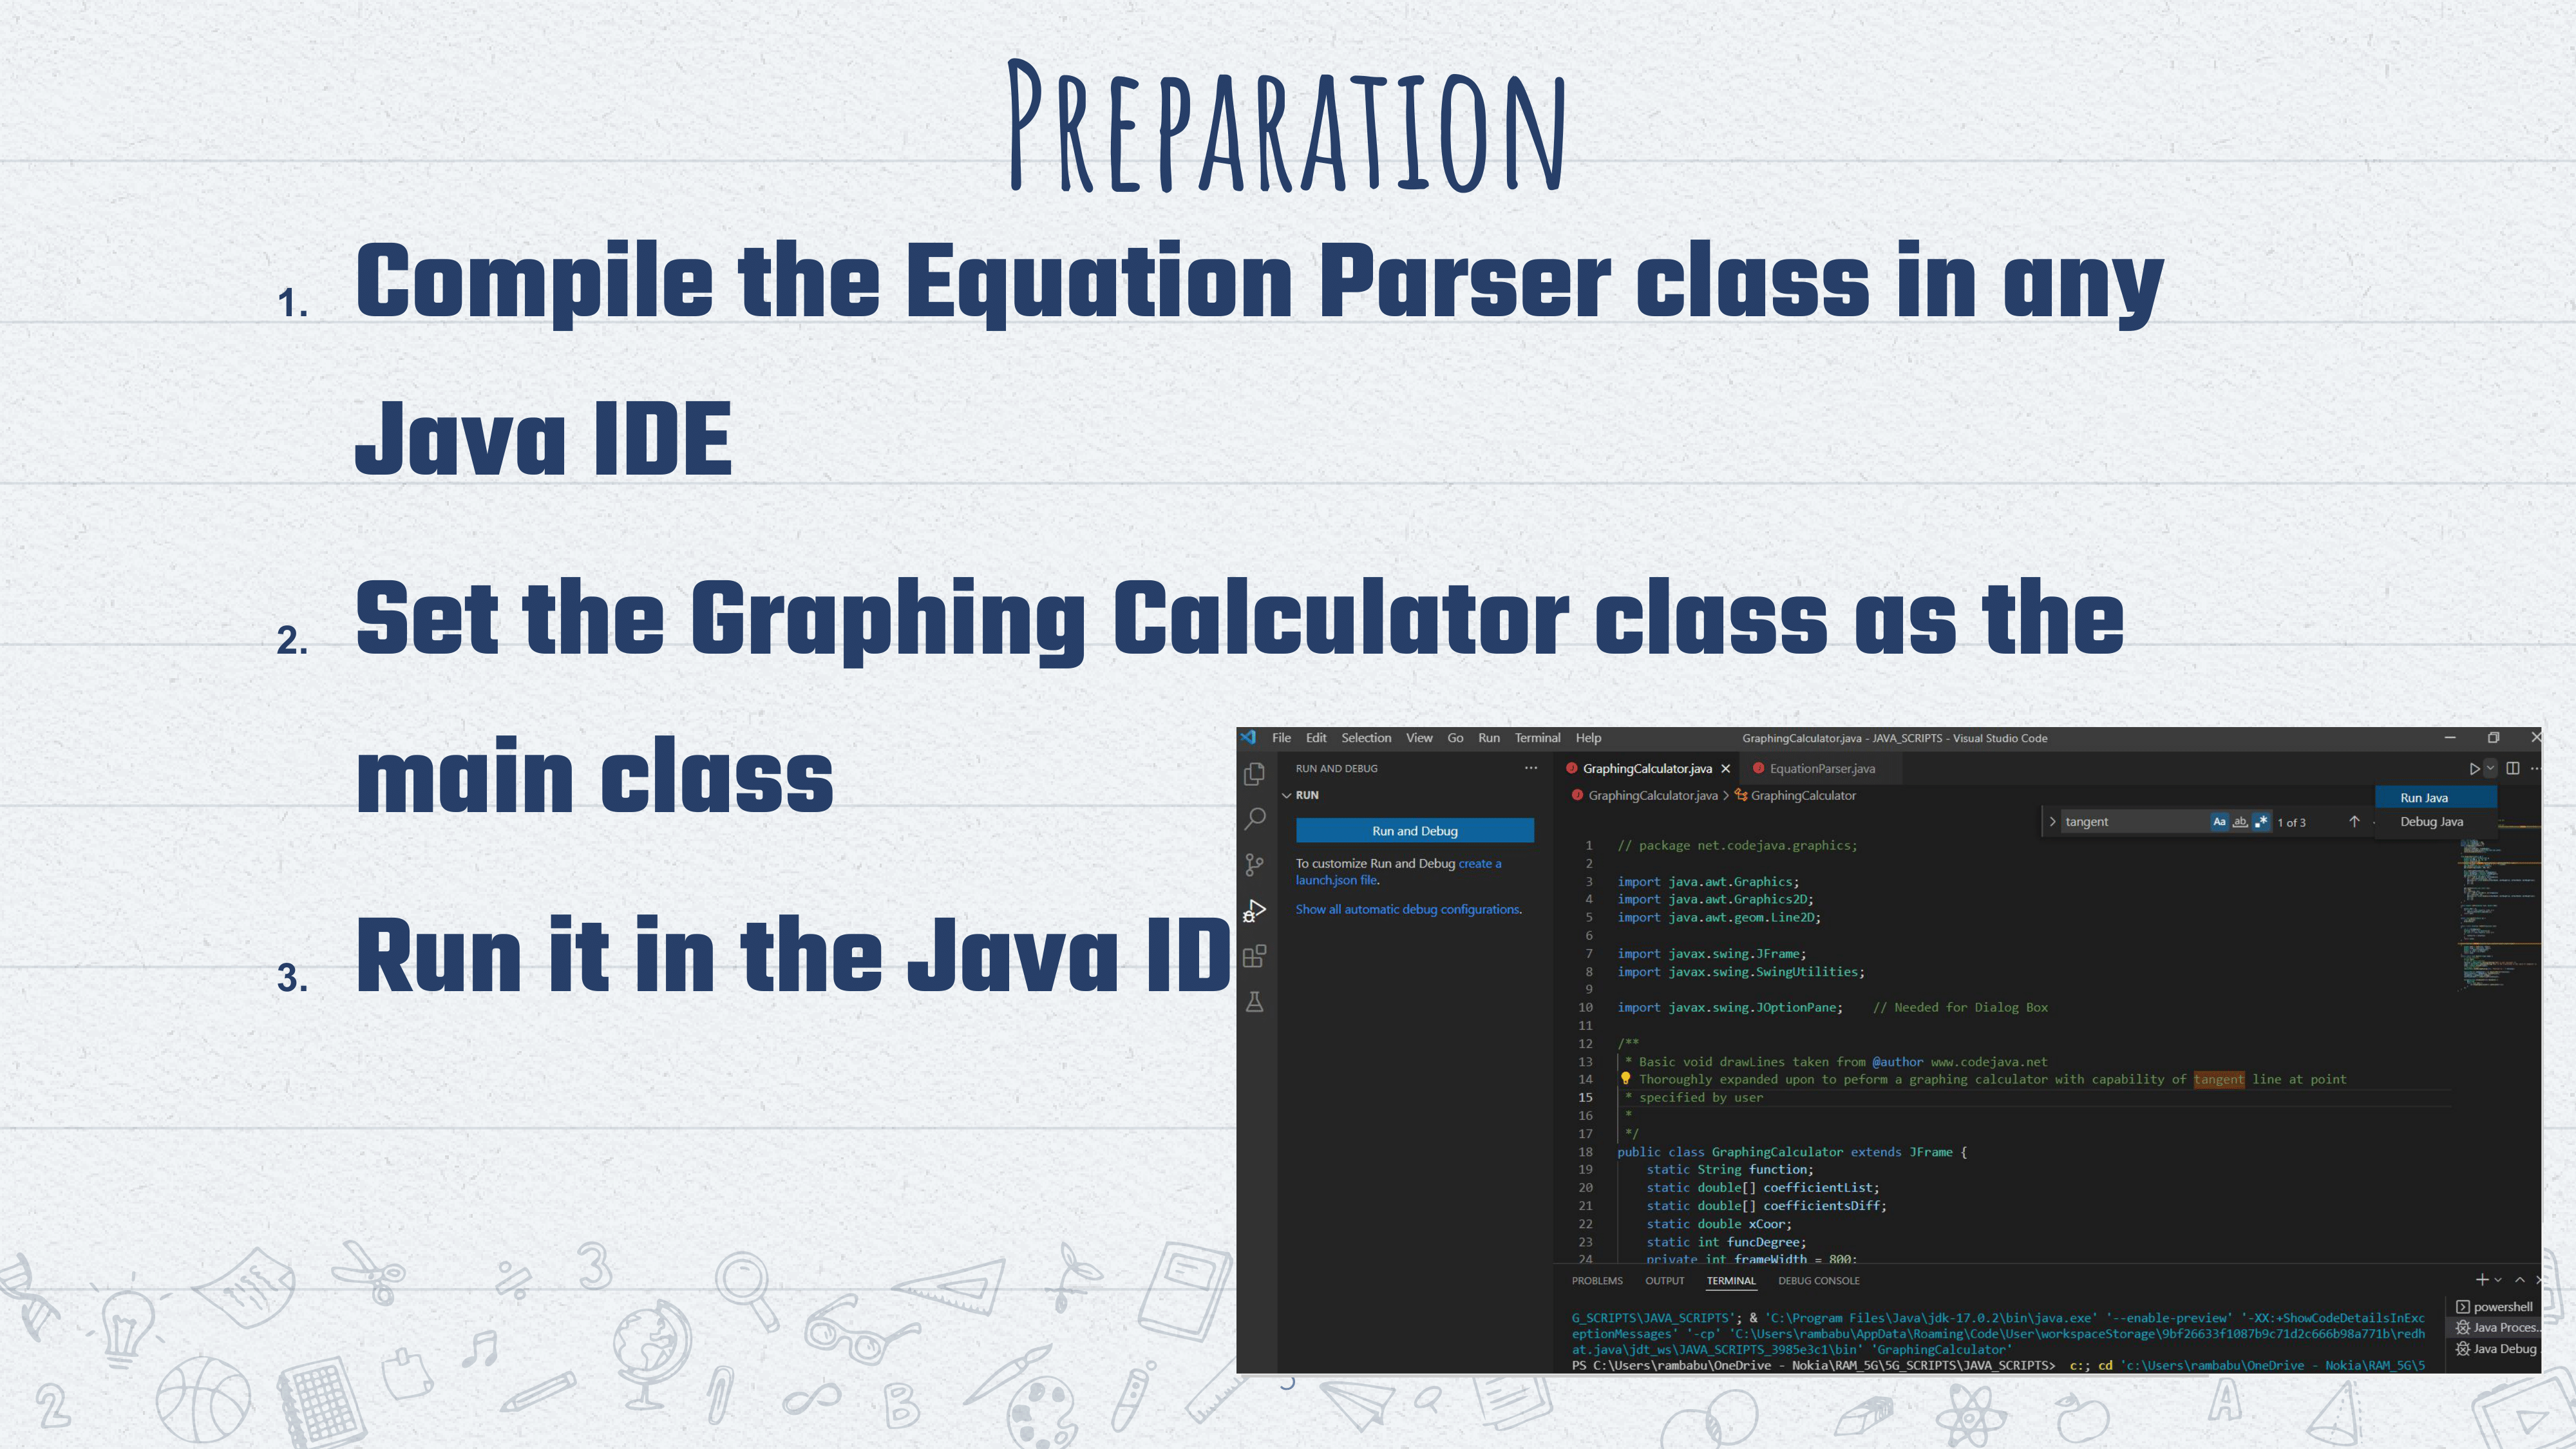 PREPARATION
1. Compile the Equation Parser class in any
Java IDE
2. Set the Graphing Calculator class as the
main class
3. Run it in the Java ID
File Edit Selection View Go Run Terminal Help GraphingCalculator.java - JAVA_SCRIPTS - Visual Studio Code
RUN AND DEBUG ···
RUN
Run and Debug
To customize Run and Debug create a
launch.json file.
Show all automatic debug configurations.
GraphingCalculator.java EquationParser.java
GraphingCalculator.java > GraphingCalculator
Run Java
Debug Java
tangent Aa ab 1 of 3
1 // package net.codejava.graphics;
2
3 import java.awt.Graphics;
4 import java.awt.Graphics2D;
5 import java.awt.geom.Line2D;
6
7 import javax.swing.JFrame;
8 import javax.swing.SwingUtilities;
9
10 import javax.swing.JOptionPane; // Needed for Dialog Box
11
12 /**
13 * Basic void drawLines taken from @author www.codejava.net
14 Thoroughly expanded upon to peform a graphing calculator with capability of tangent line at point
15 * specified by user
16 *
17 */
18 public class GraphingCalculator extends JFrame {
19 static String function;
20 static double[] coefficientList;
21 static double[] coefficientsDiff;
22 static double xCoor;
23 static int funcDegree;
24 private int frameWidth = 800;
PROBLEMS OUTPUT TERMINAL DEBUG CONSOLE
G_SCRIPTS\JAVA_SCRIPTS'; & 'C:\Program Files\Java\jdk-17.0.2\bin\java.exe' '--enable-preview' '-XX:+ShowCodeDetailsInExc
eptionMessages' '-cp' 'C:\Users\rambabu\AppData\Roaming\Code\User\workspaceStorage\9bf26633f1087b9c71d2c666b98a771b\redh
at.java\jdt_ws\JAVA_SCRIPTS_3985e3c1\bin' 'GraphingCalculator'
PS C:\Users\rambabu\OneDrive - Nokia\RAM_5G\5G_SCRIPTS\JAVA_SCRIPTS> c:; cd 'c:\Users\rambabu\OneDrive - Nokia\RAM_5G\5
powershell
Java Proces...
Java Debug
3
%
2
B
A